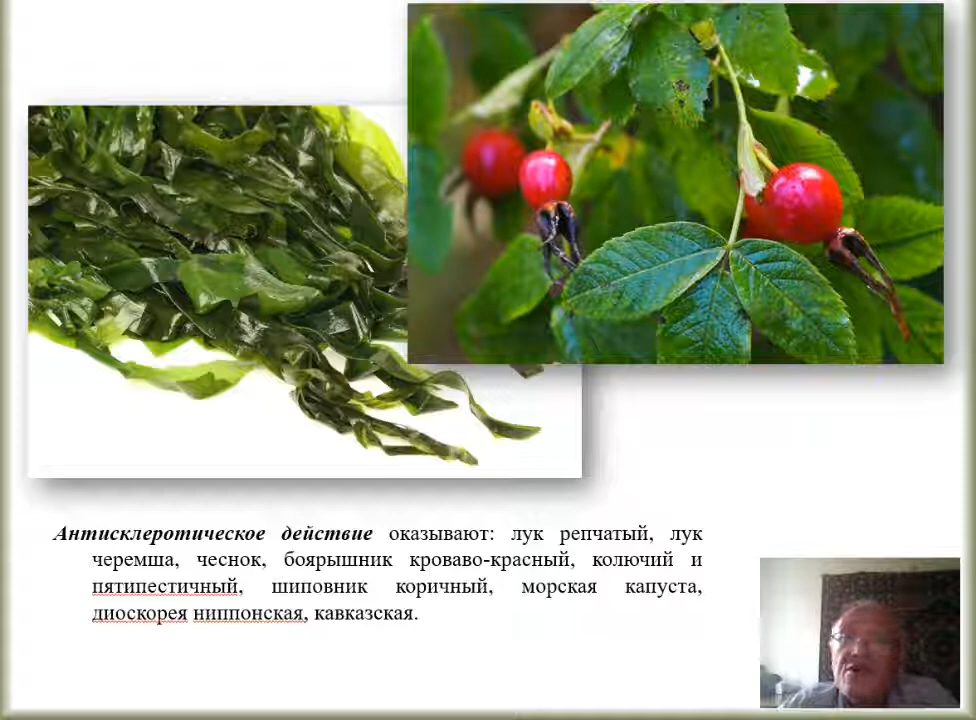 Антисклеротическое действие оказывают: лук репчатый, лук
черемша, чеснок, боярышник кроваво-красный, колючий и
пятипестичный, шиповник коричный, морская капуста,
диоскорея ниппонская, кавказская.